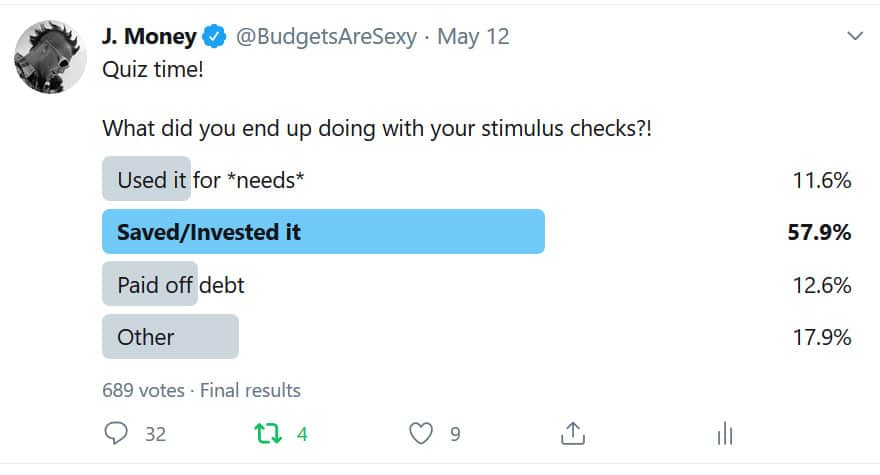 J. Money @BudgetsAreSexy · May 12
Quiz time!
What did you end up doing with your stimulus checks?!
Used it for *needs* 11.6%
Saved/Invested it 57.9%
Paid off debt 12.6%
Other 17.9%
689 votes · Final results
32 4 9